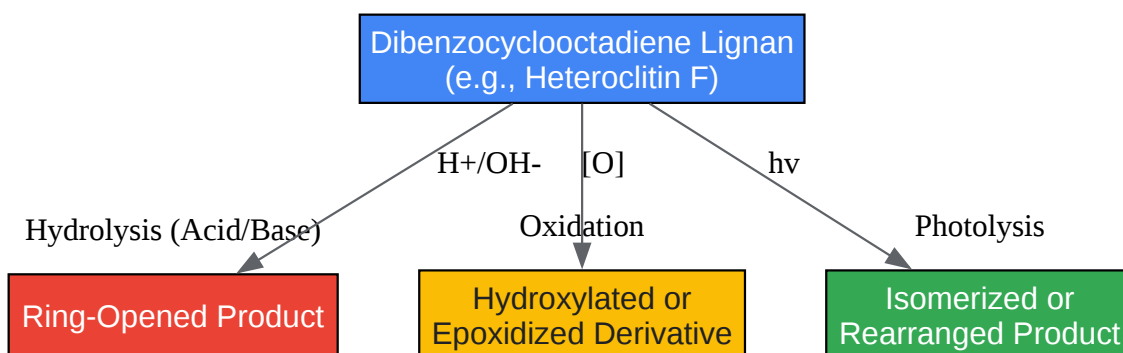 Dibenzocyclooctadiene Lignan
(e.g., Heteroclitin F)
H+/OH-
[O]
hv
Hydrolysis (Acid/Base)
Oxidation
Photolysis
Ring-Opened Product
Hydroxylated or
Epoxidized Derivative
Isomerized or
Rearranged Product